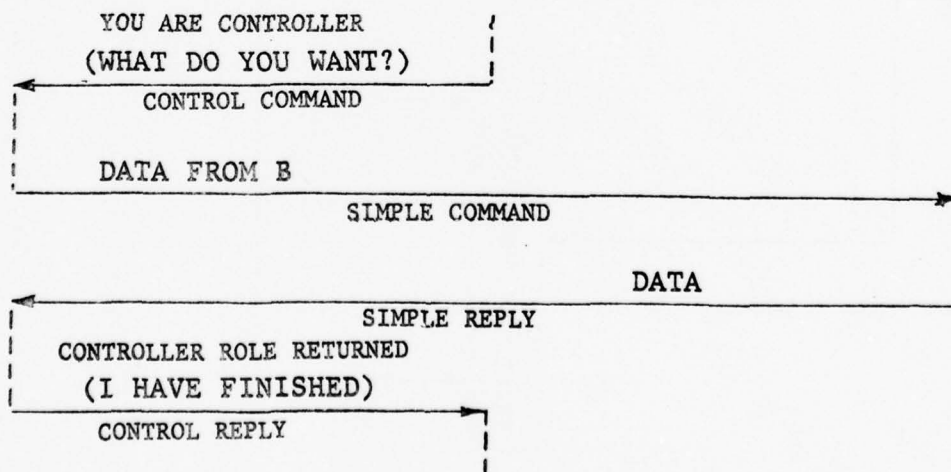 YOU ARE CONTROLLER
(WHAT DO YOU WANT?)
CONTROL COMMAND
DATA FROM B
SIMPLE COMMAND
DATA
SIMPLE REPLY
CONTROLLER ROLE RETURNED
(I HAVE FINISHED)
CONTROL REPLY